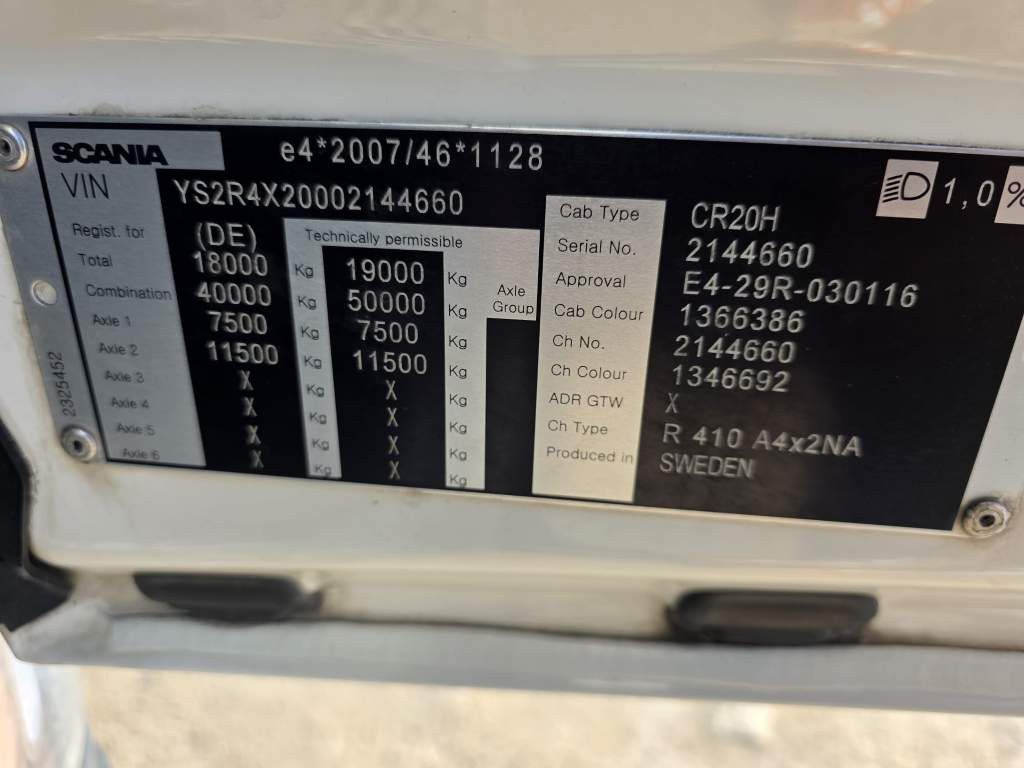 SCANIA e4*2007/46*1128
VIN YS2R4X20002144660
1,0 %
Regist. for (DE) Technically permissible
Total 18000 Kg 19000 Kg
Combination 40000 Kg 50000 Kg
Axle 1 7500 Kg 7500 Kg
Axle 2 11500 Kg 11500 Kg
Axle 3 X Kg X Kg
Axle 4 X Kg X Kg
Axle 5 X Kg X Kg
Axle 6 X Kg X Kg
Axle
Group
2325452
Cab Type CR20H
Serial No. 2144660
Approval E4-29R-030116
Cab Colour 1366386
Ch No. 2144660
Ch Colour 1346692
ADR GTW X
Ch Type R 410 A4x2NA
Produced in SWEDEN